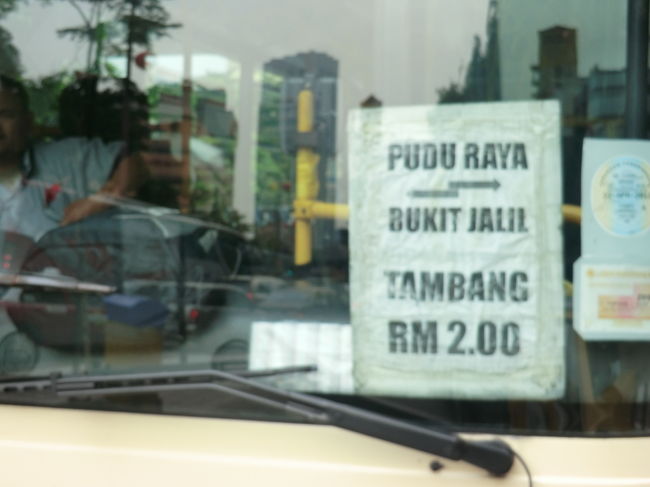 PUDU RAYA
BUKIT JALIL
TAMBANG
RM 2.00